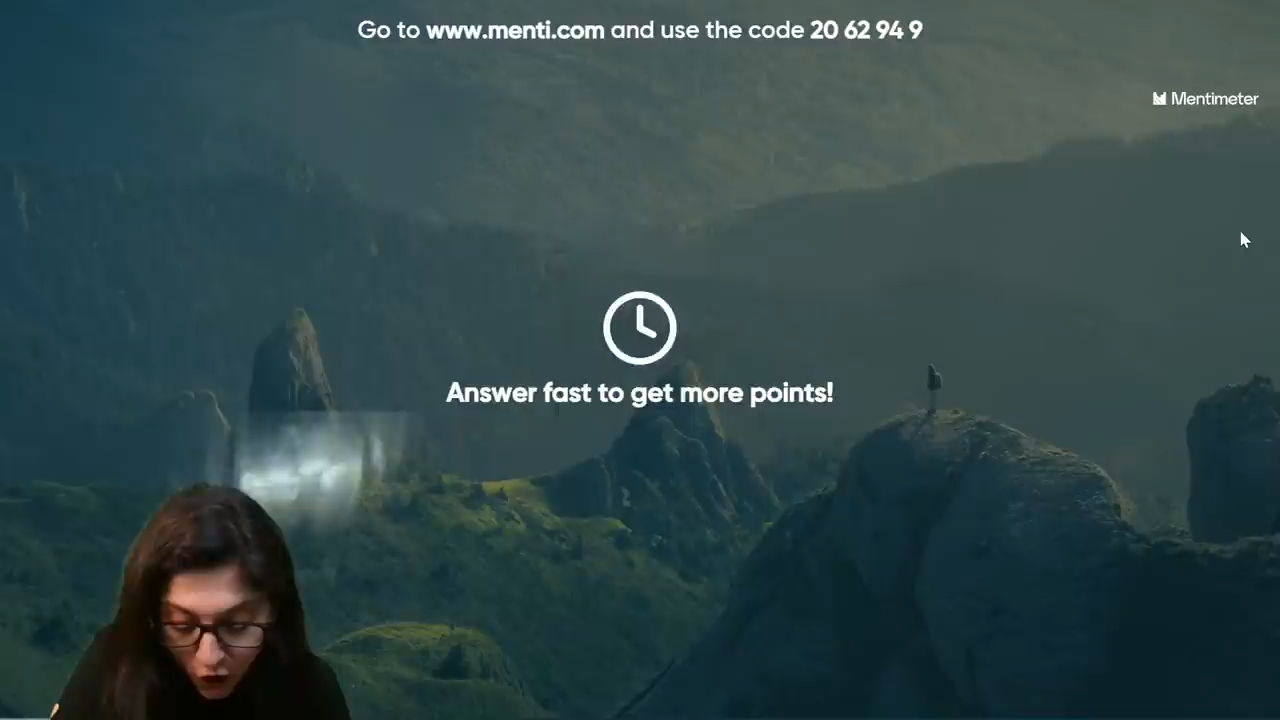 Go to www.menti.com and use the code 20 62 94 9
Mentimeter
Answer fast to get more points!